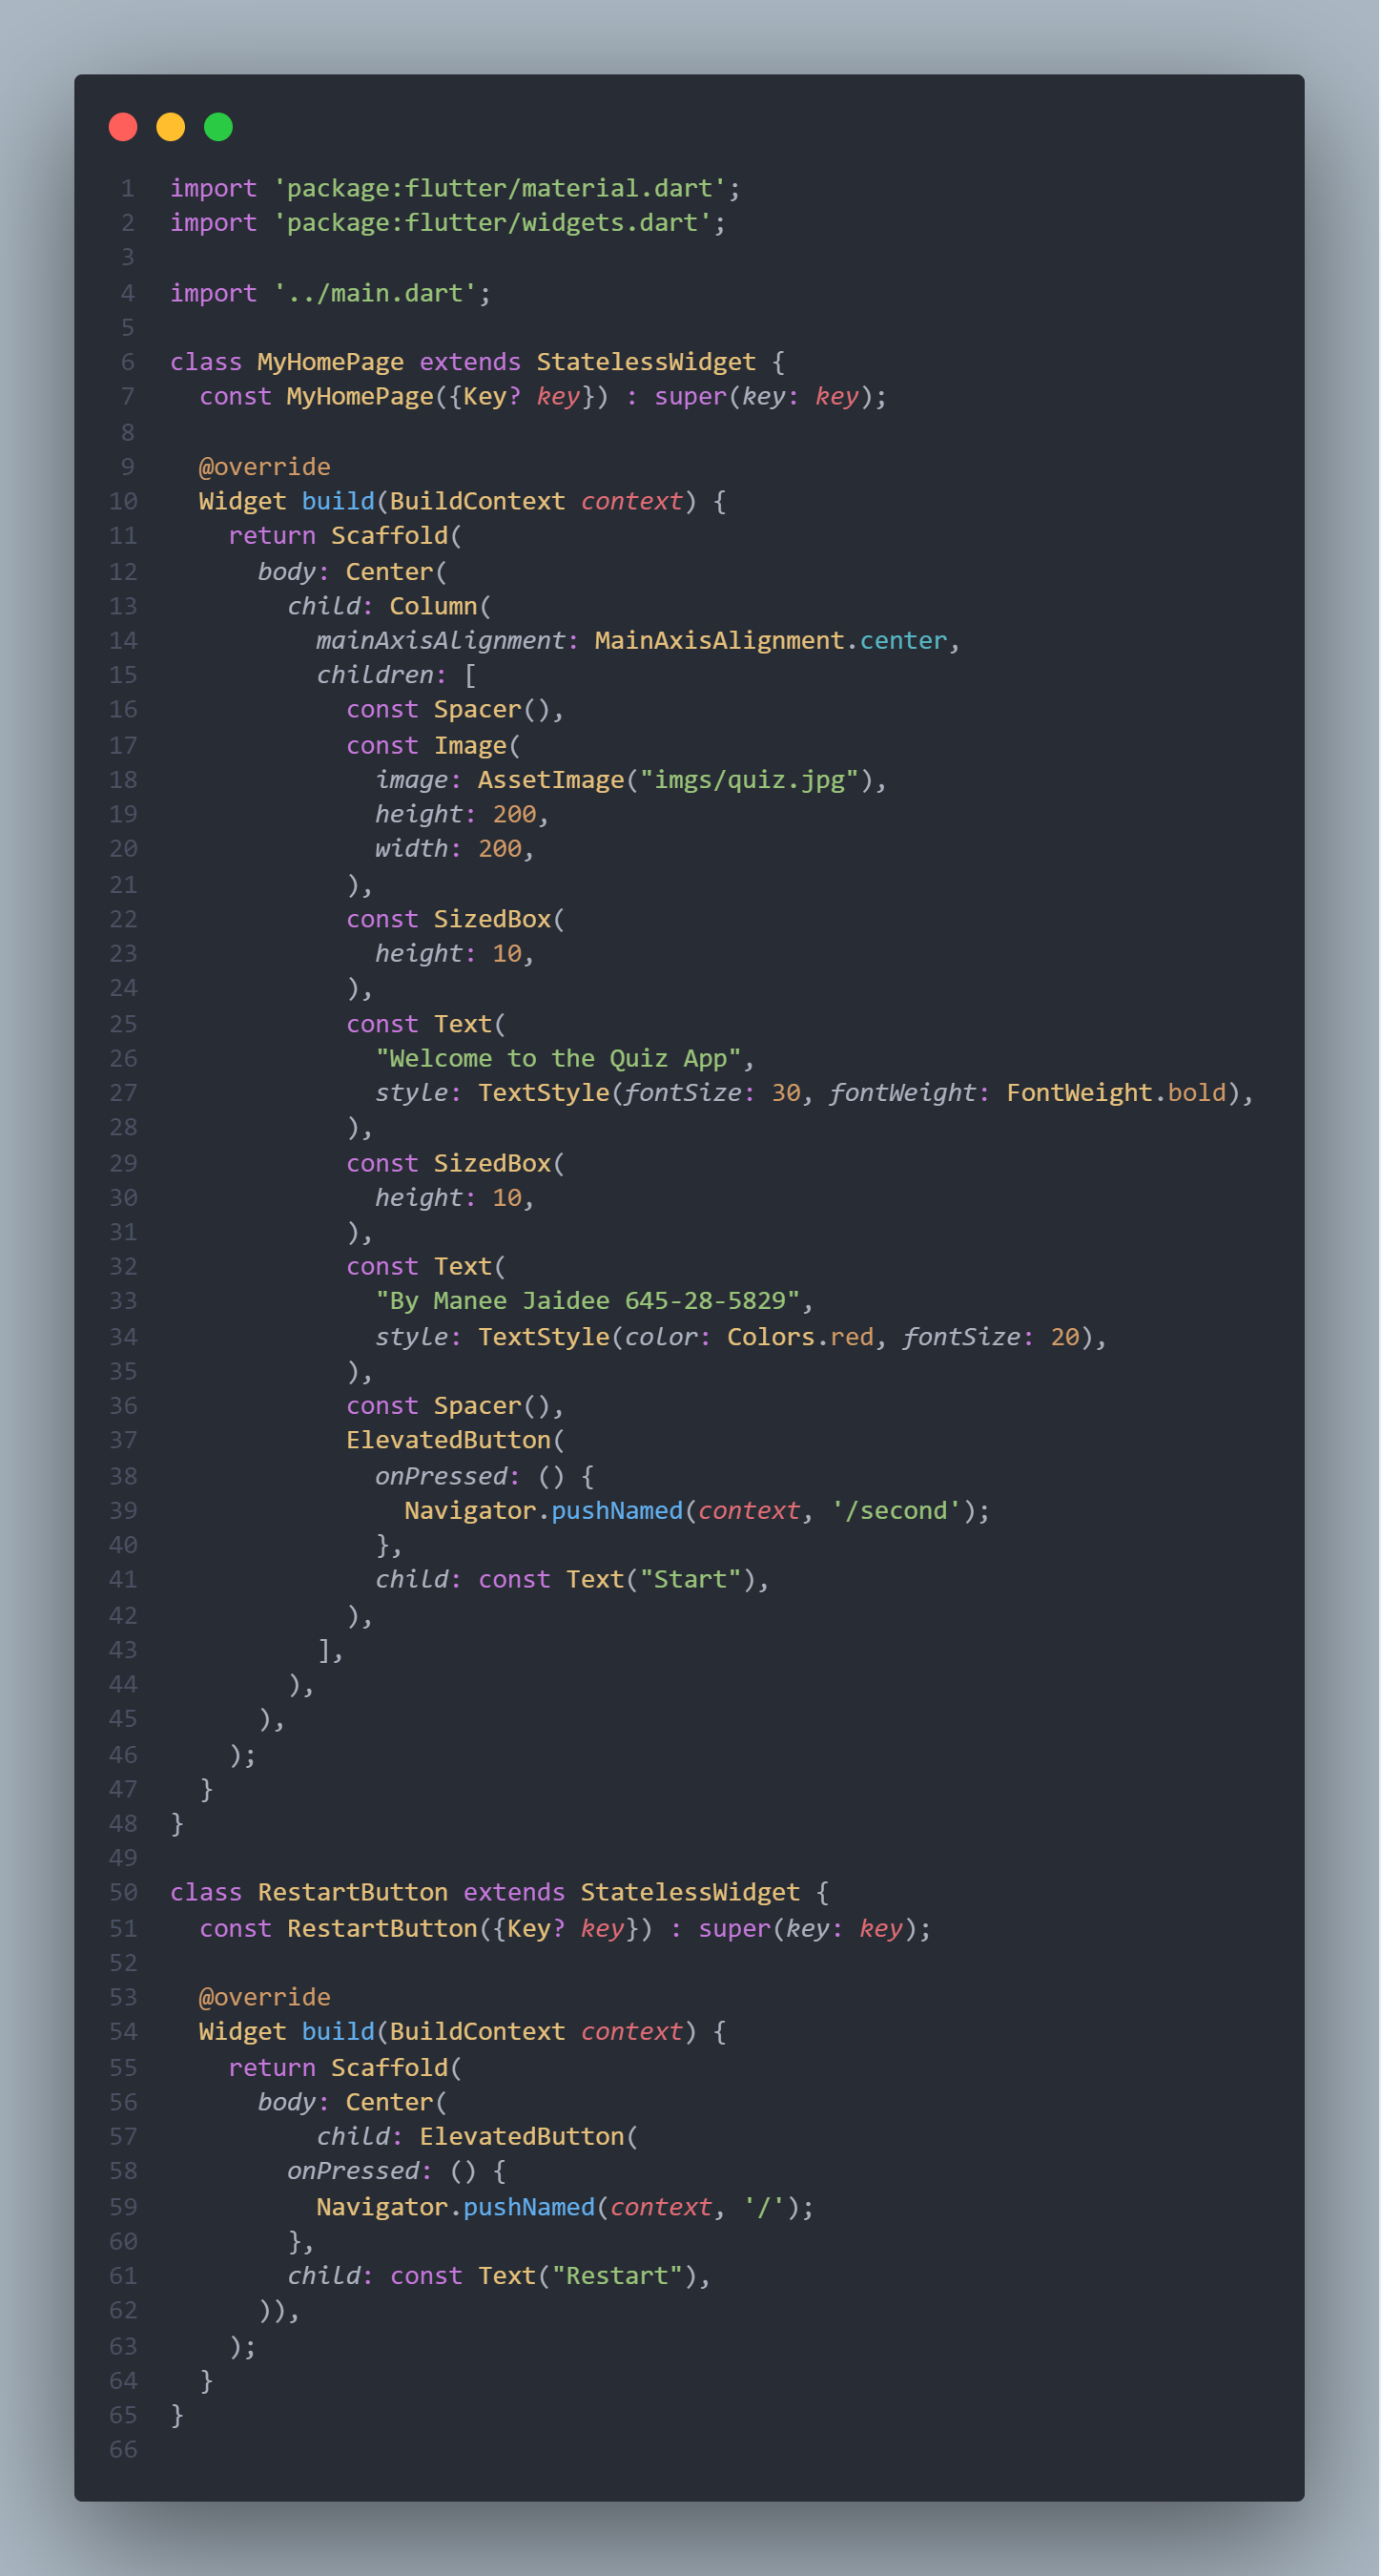 1 import 'package:flutter/material.dart';
2 import 'package:flutter/widgets.dart';
3
4 import '../main.dart';
5
6 class MyHomePage extends StatelessWidget {
7   const MyHomePage({Key? key}) : super(key: key);
8
9   @override
10   Widget build(BuildContext context) {
11     return Scaffold(
12       body: Center(
13         child: Column(
14           mainAxisAlignment: MainAxisAlignment.center,
15           children: [
16             const Spacer(),
17             const Image(
18               image: AssetImage("imgs/quiz.jpg"),
19               height: 200,
20               width: 200,
21             ),
22             const SizedBox(
23               height: 10,
24             ),
25             const Text(
26               "Welcome to the Quiz App",
27               style: TextStyle(fontSize: 30, fontWeight: FontWeight.bold),
28             ),
29             const SizedBox(
30               height: 10,
31             ),
32             const Text(
33               "By Manee Jaidee 645-28-5829",
34               style: TextStyle(color: Colors.red, fontSize: 20),
35             ),
36             const Spacer(),
37             ElevatedButton(
38               onPressed: () {
39                 Navigator.pushNamed(context, '/second');
40               },
41               child: const Text("Start"),
42             ),
43           ],
44         ),
45       ),
46     );
47   }
48 }
49
50 class RestartButton extends StatelessWidget {
51   const RestartButton({Key? key}) : super(key: key);
52
53   @override
54   Widget build(BuildContext context) {
55     return Scaffold(
56       body: Center(
57           child: ElevatedButton(
58         onPressed: () {
59           Navigator.pushNamed(context, '/');
60         },
61         child: const Text("Restart"),
62       )),
63     );
64   }
65 }
66